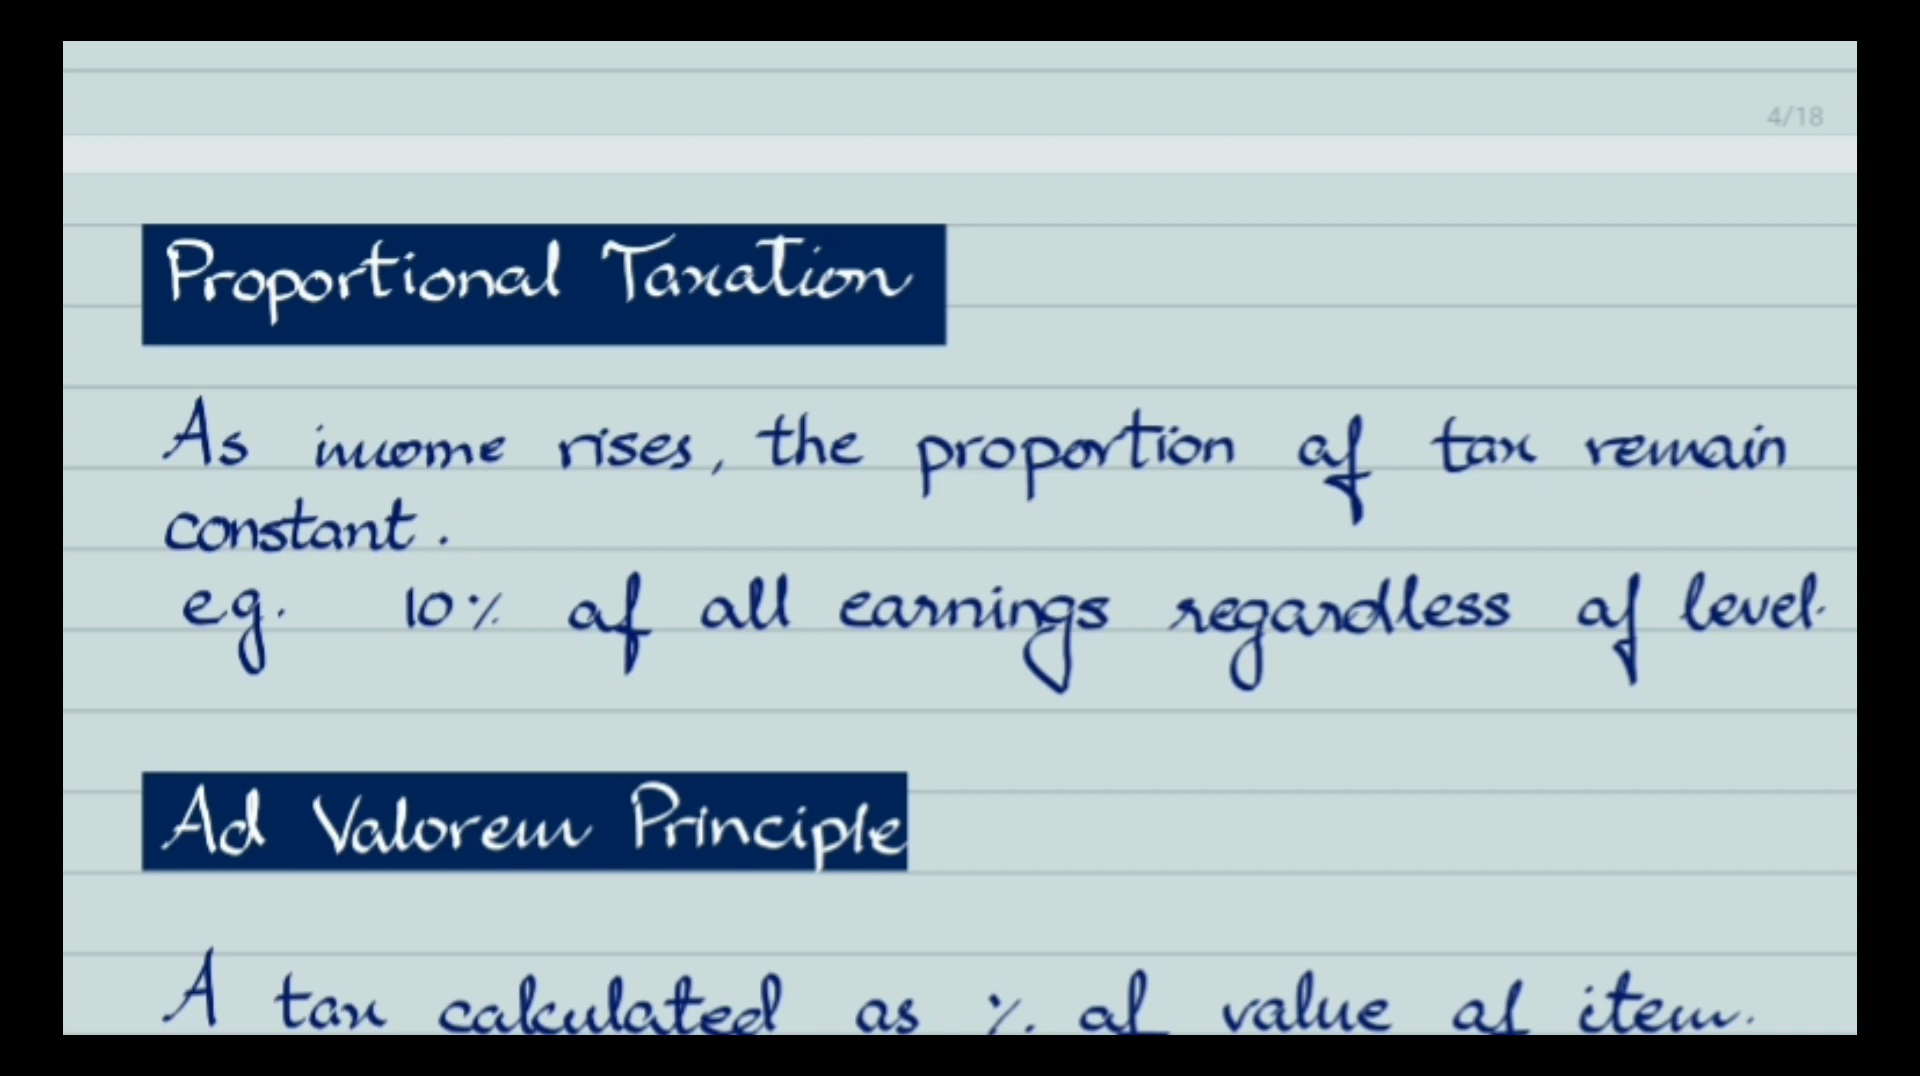 4/18
Proportional Taxation
As income rises, the proportion of tax remain
constant.
eg. 10% of all earnings regardless of level.
Ad Valorem Principle
A tax calculated as % of value of item.